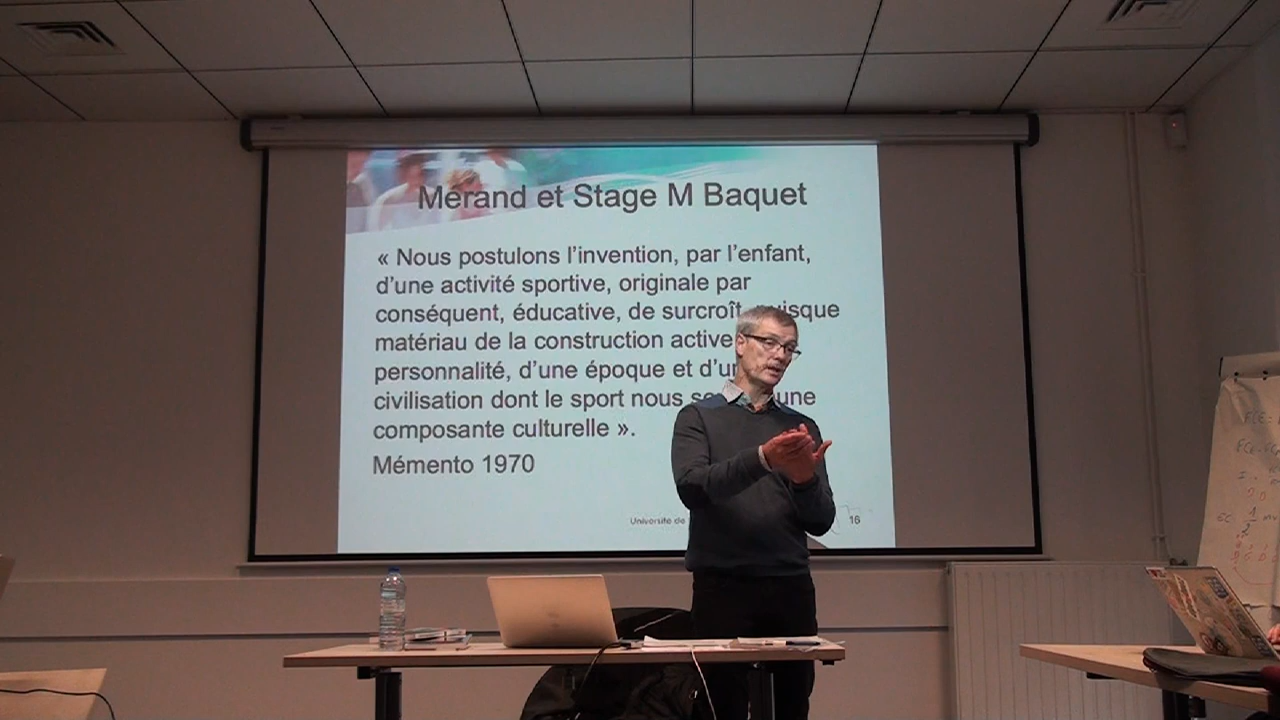 Mérand et Stage M Baquet
« Nous postulons l'invention, par l'enfant,
d'une activité sportive, originale par
conséquent, éducative, de surcroît,
matériau de la construction active
personnalité, d'une époque et
civilisation dont le sport nous une
composante culturelle ».
Mémento 1970
Université de 16